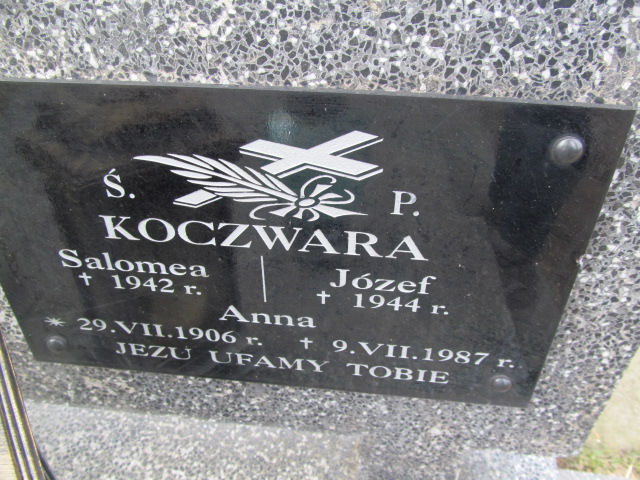 Ś. P.
KOCZWARA
Salomea Józef
† 1942 r. † 1944 r.
Anna
* 29.VII.1906 r. † 9.VII.1987 r.
JEZU UFAMY TOBIE